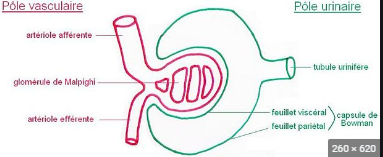 Pôle vasculaire
Pôle urinaire
artériole afférente
tubule urinifère
glomérule de Malpighi
feuillet viscéral
capsule de
Bowman
artériole efférente
feuillet pariétal
260 × 620